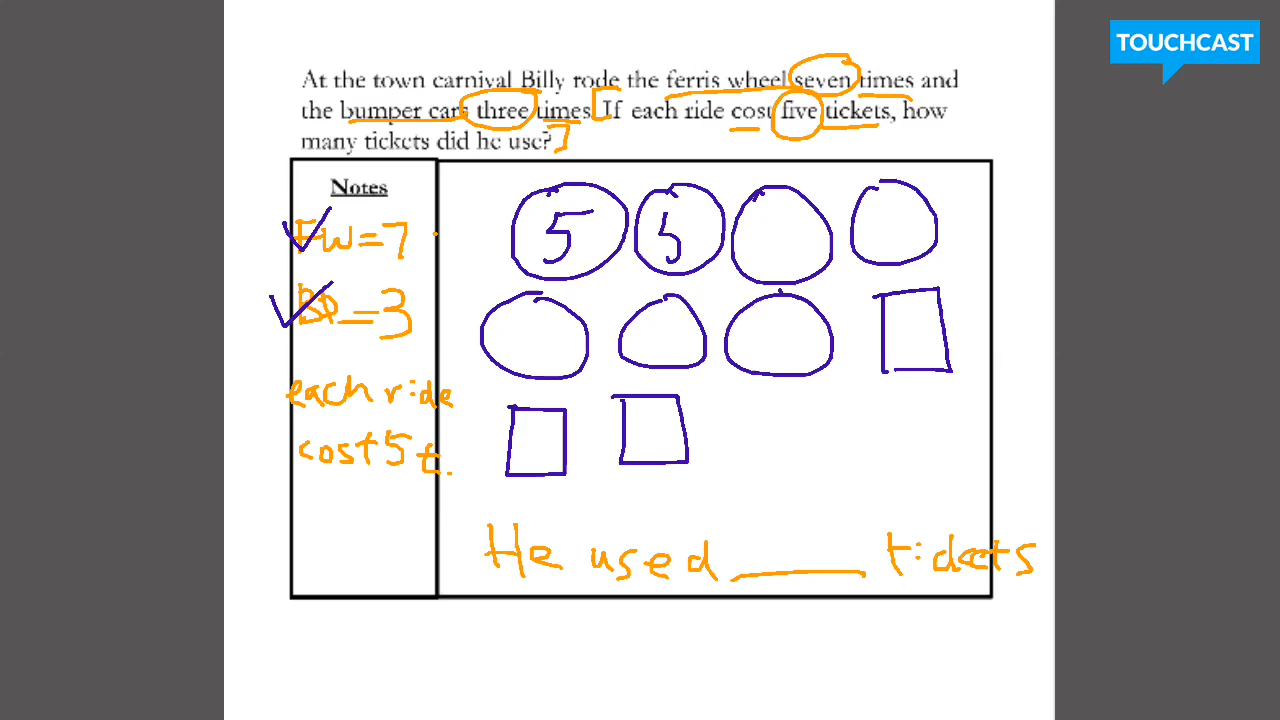 TOUCHCAST
At the town carnival Billy rode the ferris wheel seven times and
the bumper cars three times. If each ride cost five tickets, how
many tickets did he use?
Notes
FW=7
=3
each ride
cost 5 t.
5 5
He used ____ tickets